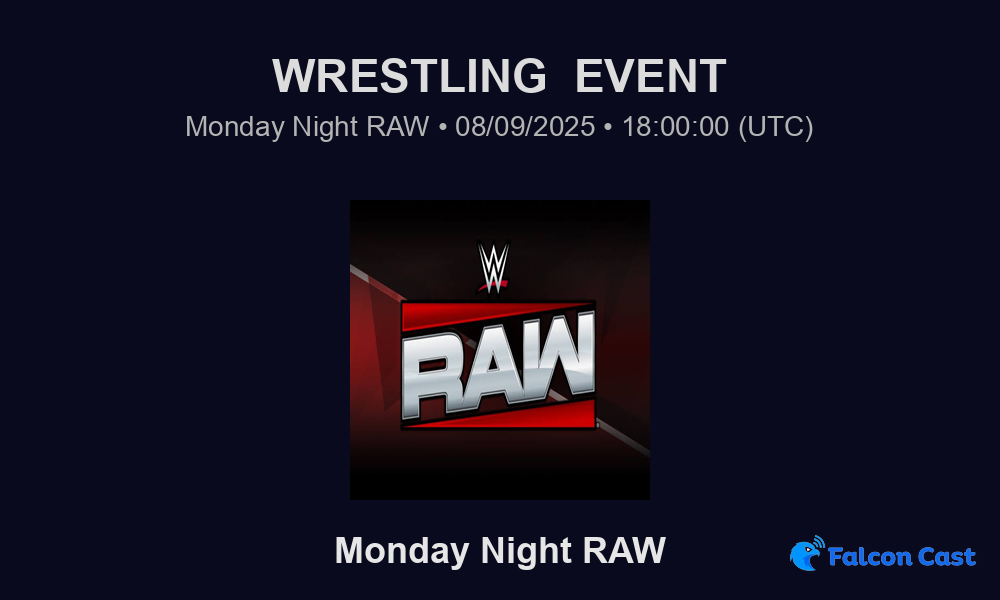 WRESTLING EVENT
Monday Night RAW • 08/09/2025 • 18:00:00 (UTC)
W
RAW
Monday Night RAW
Falcon Cast